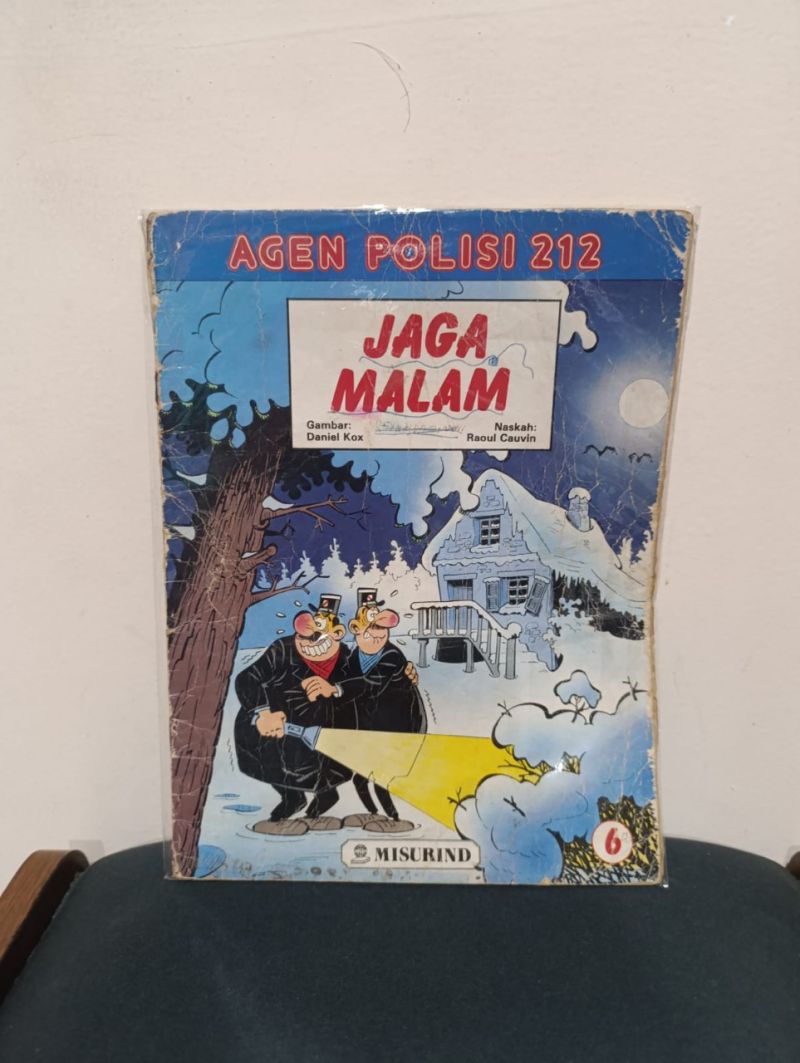 AGEN POLISI 212
JAGA
MALAM
Gambar: Naskah:
Daniel Kox Raoul Cauvin
MISURIND
6